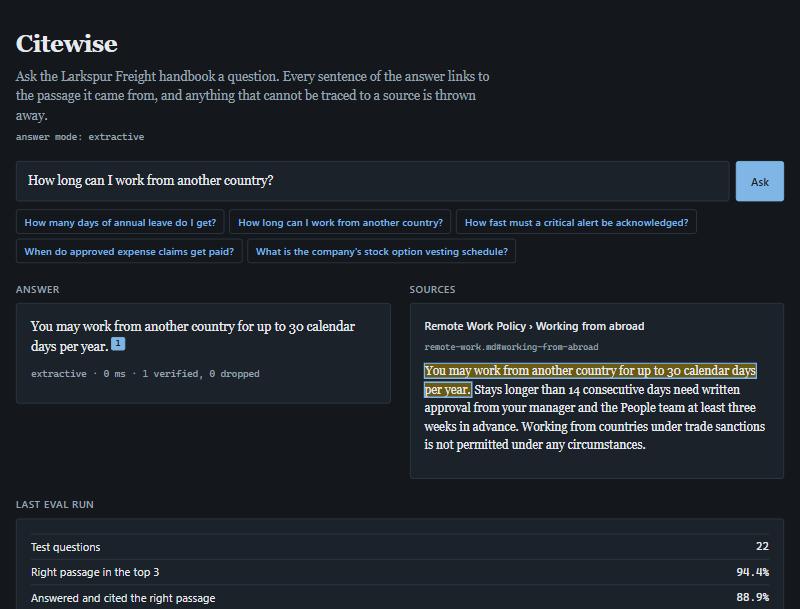 Citewise
Ask the Larkspur Freight handbook a question. Every sentence of the answer links to
the passage it came from, and anything that cannot be traced to a source is thrown
away.
answer mode: extractive
How long can I work from another country?
Ask
How many days of annual leave do I get?
How long can I work from another country?
How fast must a critical alert be acknowledged?
When do approved expense claims get paid?
What is the company's stock option vesting schedule?
ANSWER
You may work from another country for up to 30 calendar
days per year. 1
extractive · 0 ms · 1 verified, 0 dropped
SOURCES
Remote Work Policy › Working from abroad
remote-work.md#working-from-abroad
You may work from another country for up to 30 calendar days
per year. Stays longer than 14 consecutive days need written
approval from your manager and the People team at least three
weeks in advance. Working from countries under trade sanctions
is not permitted under any circumstances.
LAST EVAL RUN
Test questions 22
Right passage in the top 3 94.4%
Answered and cited the right passage 88.9%